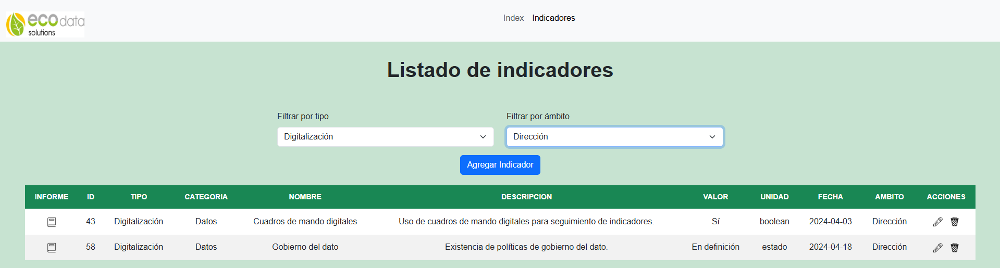 eco data
solutions
Index Indicadores
Listado de indicadores
Filtrar por tipo Filtrar por ámbito
Digitalización Dirección
Agregar Indicador
INFORME ID TIPO CATEGORIA NOMBRE DESCRIPCION VALOR UNIDAD FECHA AMBITO ACCIONES
43 Digitalización Datos Cuadros de mando digitales Uso de cuadros de mando digitales para seguimiento de indicadores. Sí boolean 2024-04-03 Dirección
58 Digitalización Datos Gobierno del dato Existencia de políticas de gobierno del dato. En definición estado 2024-04-18 Dirección